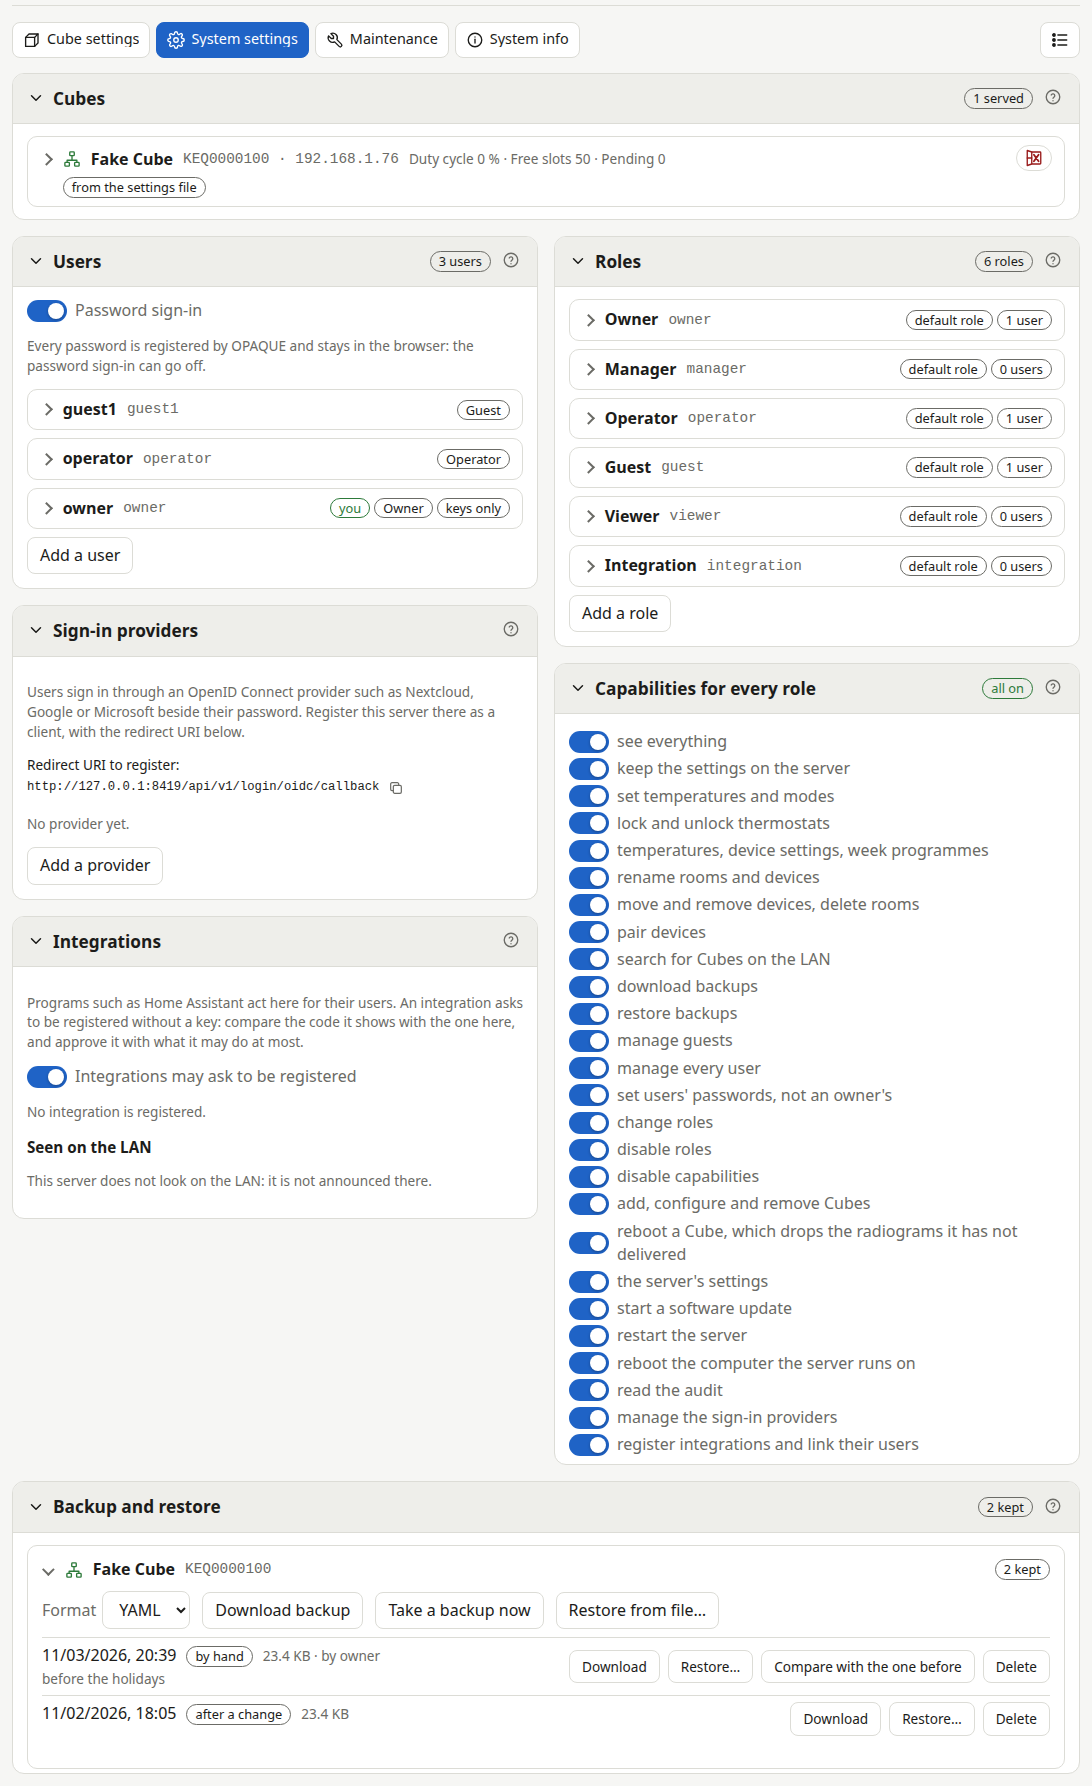 Cube settings
System settings
Maintenance
System info
Cubes
1 served
Fake Cube KEQ0000100 · 192.168.1.76 Duty cycle 0 % · Free slots 50 · Pending 0
from the settings file
Users
3 users
Password sign-in
Every password is registered by OPAQUE and stays in the browser: the
password sign-in can go off.
guest1 guest1 Guest
operator operator Operator
owner owner you Owner keys only
Add a user
Roles
6 roles
Owner owner default role 1 user
Manager manager default role 0 users
Operator operator default role 1 user
Guest guest default role 1 user
Viewer viewer default role 0 users
Integration integration default role 0 users
Add a role
Sign-in providers
Users sign in through an OpenID Connect provider such as Nextcloud,
Google or Microsoft beside their password. Register this server there as a
client, with the redirect URI below.
Redirect URI to register:
http://127.0.0.1:8419/api/v1/login/oidc/callback
No provider yet.
Add a provider
Integrations
Programs such as Home Assistant act here for their users. An integration asks
to be registered without a key: compare the code it shows with the one here,
and approve it with what it may do at most.
Integrations may ask to be registered
No integration is registered.
Seen on the LAN
This server does not look on the LAN: it is not announced there.
Capabilities for every role
all on
see everything
keep the settings on the server
set temperatures and modes
lock and unlock thermostats
temperatures, device settings, week programmes
rename rooms and devices
move and remove devices, delete rooms
pair devices
search for Cubes on the LAN
download backups
restore backups
manage guests
manage every user
set users' passwords, not an owner's
change roles
disable roles
disable capabilities
add, configure and remove Cubes
reboot a Cube, which drops the radiograms it has not
delivered
the server's settings
start a software update
restart the server
reboot the computer the server runs on
read the audit
manage the sign-in providers
register integrations and link their users
Backup and restore
2 kept
Fake Cube KEQ0000100 2 kept
Format YAML Download backup Take a backup now Restore from file...
11/03/2026, 20:39 by hand 23.4 KB · by owner
before the holidays
Download Restore... Compare with the one before Delete
11/02/2026, 18:05 after a change 23.4 KB
Download Restore... Delete